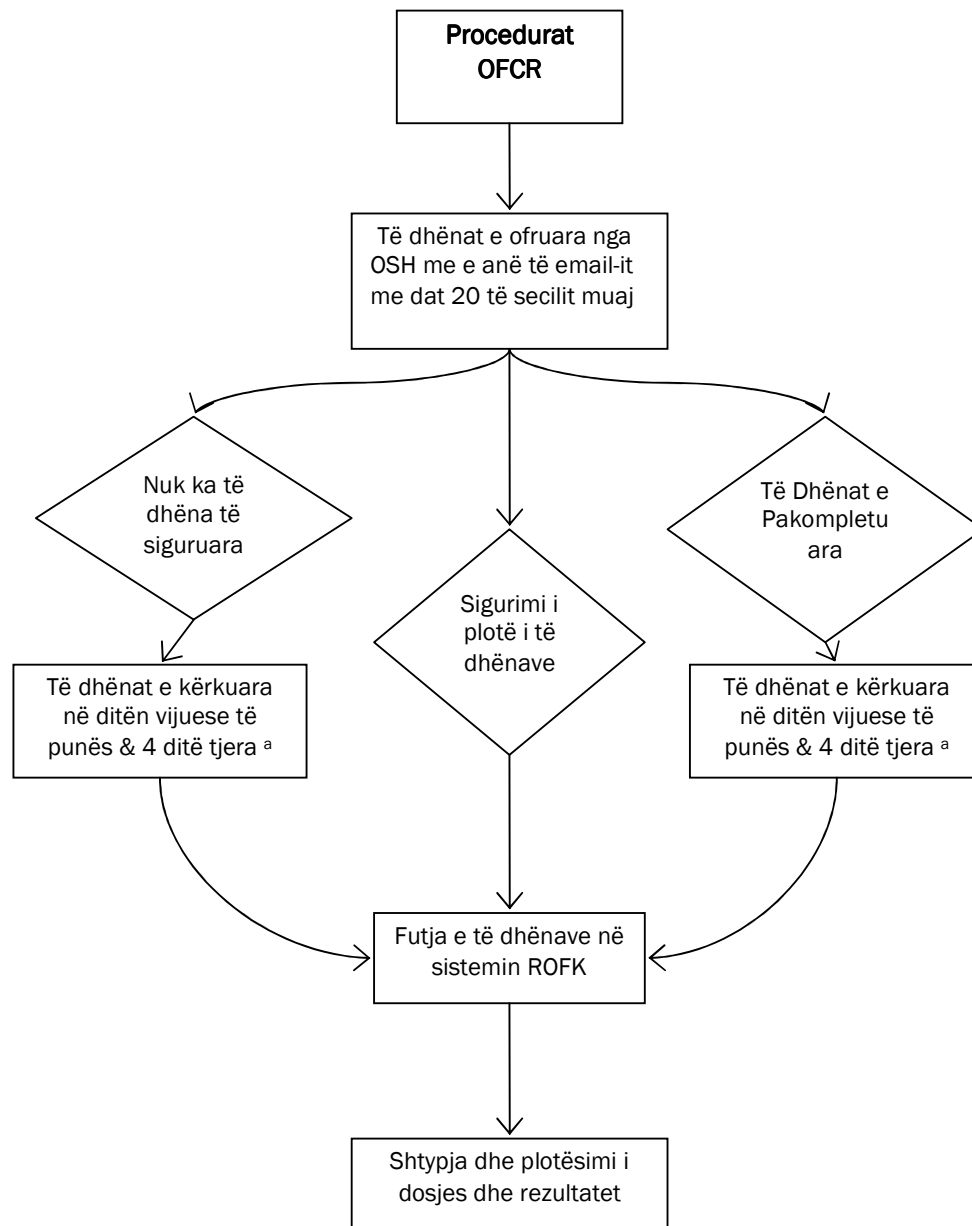 Procedurat
OFCR
Të dhënat e ofruara nga
OSH me e anë të email-it
me dat 20 të secilit muaj
Nuk ka të
dhëna të
siguruara
Sigurimi i
plotë i të
dhënave
Të Dhënat e
Pakompletu
ara
Të dhënat e kërkuara
në ditën vijuese të
punës & 4 ditë tjera ª
Të dhënat e kërkuara
në ditën vijuese të
punës & 4 ditë tjera ª
Futja e të dhënave në
sistemin ROFK
Shtypja dhe plotësimi i
dosjes dhe rezultatet